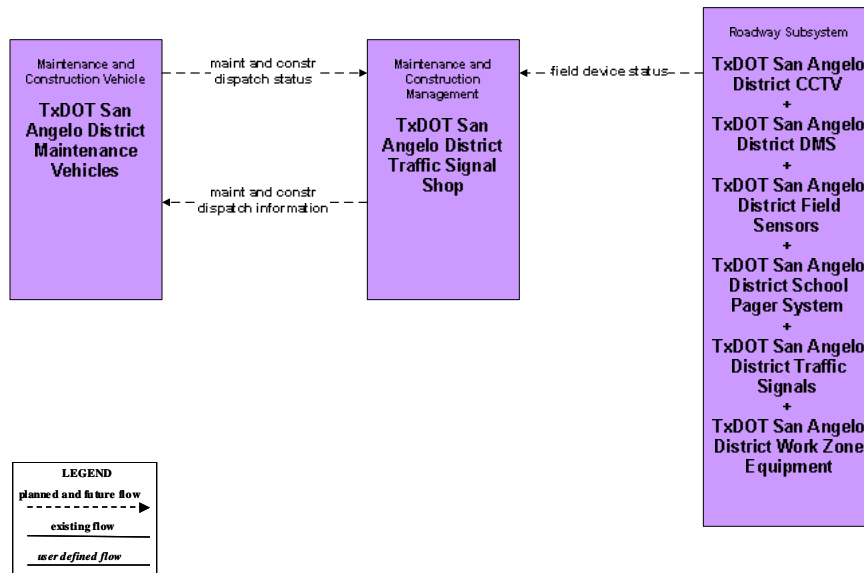 Maintenance and
Construction Vehicle
TxDOT San
Angelo District
Maintenance
Vehicles
maint and constr
dispatch status
maint and constr
dispatch information
Maintenance and
Construction
Management
TxDOT San
Angelo District
Traffic Signal
Shop
field device status
Roadway Subsystem
TxDOT San Angelo
District CCTV
+
TxDOT San Angelo
District DMS
+
TxDOT San Angelo
District Field
Sensors
+
TxDOT San Angelo
District School
Pager System
+
TxDOT San Angelo
District Traffic
Signals
+
TxDOT San Angelo
District Work Zone
Equipment
LEGEND
planned and future flow
existing flow
user defined flow